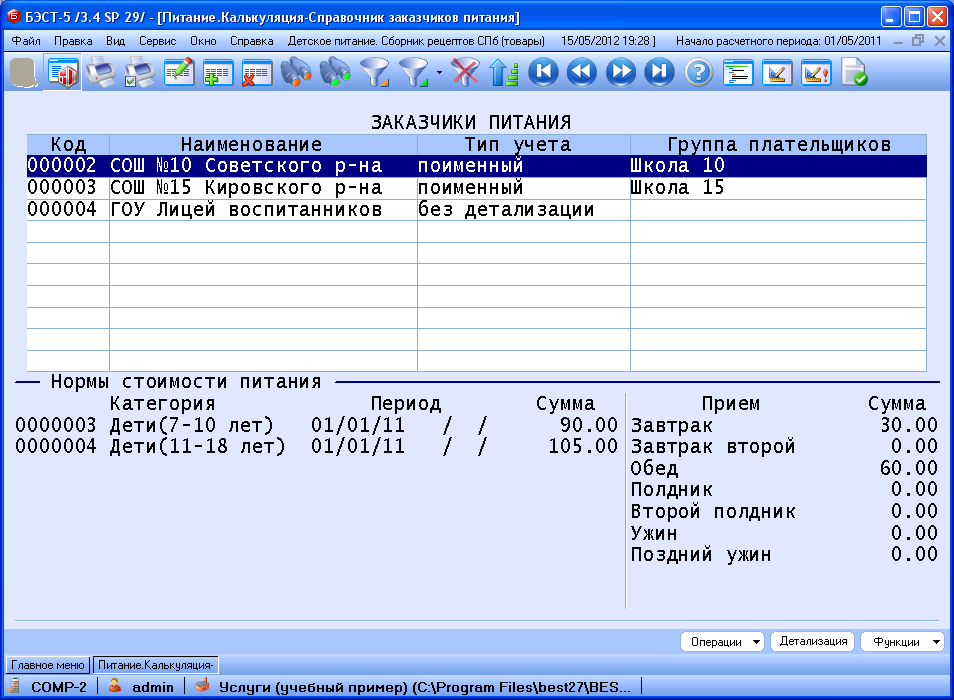 БЭСТ-5 /3.4 SP 29/ - [Питание.Калькуляция-Справочник заказчиков питания]
Файл Правка Вид Сервис Окно Справка Детское питание. Сборник рецептов СПб (товары) 15/05/2012 19:28 ] Начало расчетного периода: 01/05/2011
ЗАКАЗЧИКИ ПИТАНИЯ
Код Наименование Тип учета Группа плательщиков
000002 СОШ №10 Советского р-на поименный Школа 10
000003 СОШ №15 Кировского р-на поименный Школа 15
000004 ГОУ Лицей воспитанников без детализации
Нормы стоимости питания
Категория Период Сумма Прием Сумма
0000003 Дети(7-10 лет) 01/01/11 / / 90.00 Завтрак 30.00
0000004 Дети(11-18 лет) 01/01/11 / / 105.00 Завтрак второй 0.00
Обед 60.00
Полдник 0.00
Второй полдник 0.00
Ужин 0.00
Поздний ужин 0.00
Операции Детализация Функции
Главное меню Питание.Калькуляция-
COMP-2 admin Услуги (учебный пример) (C:\Program Files\best27\BES...